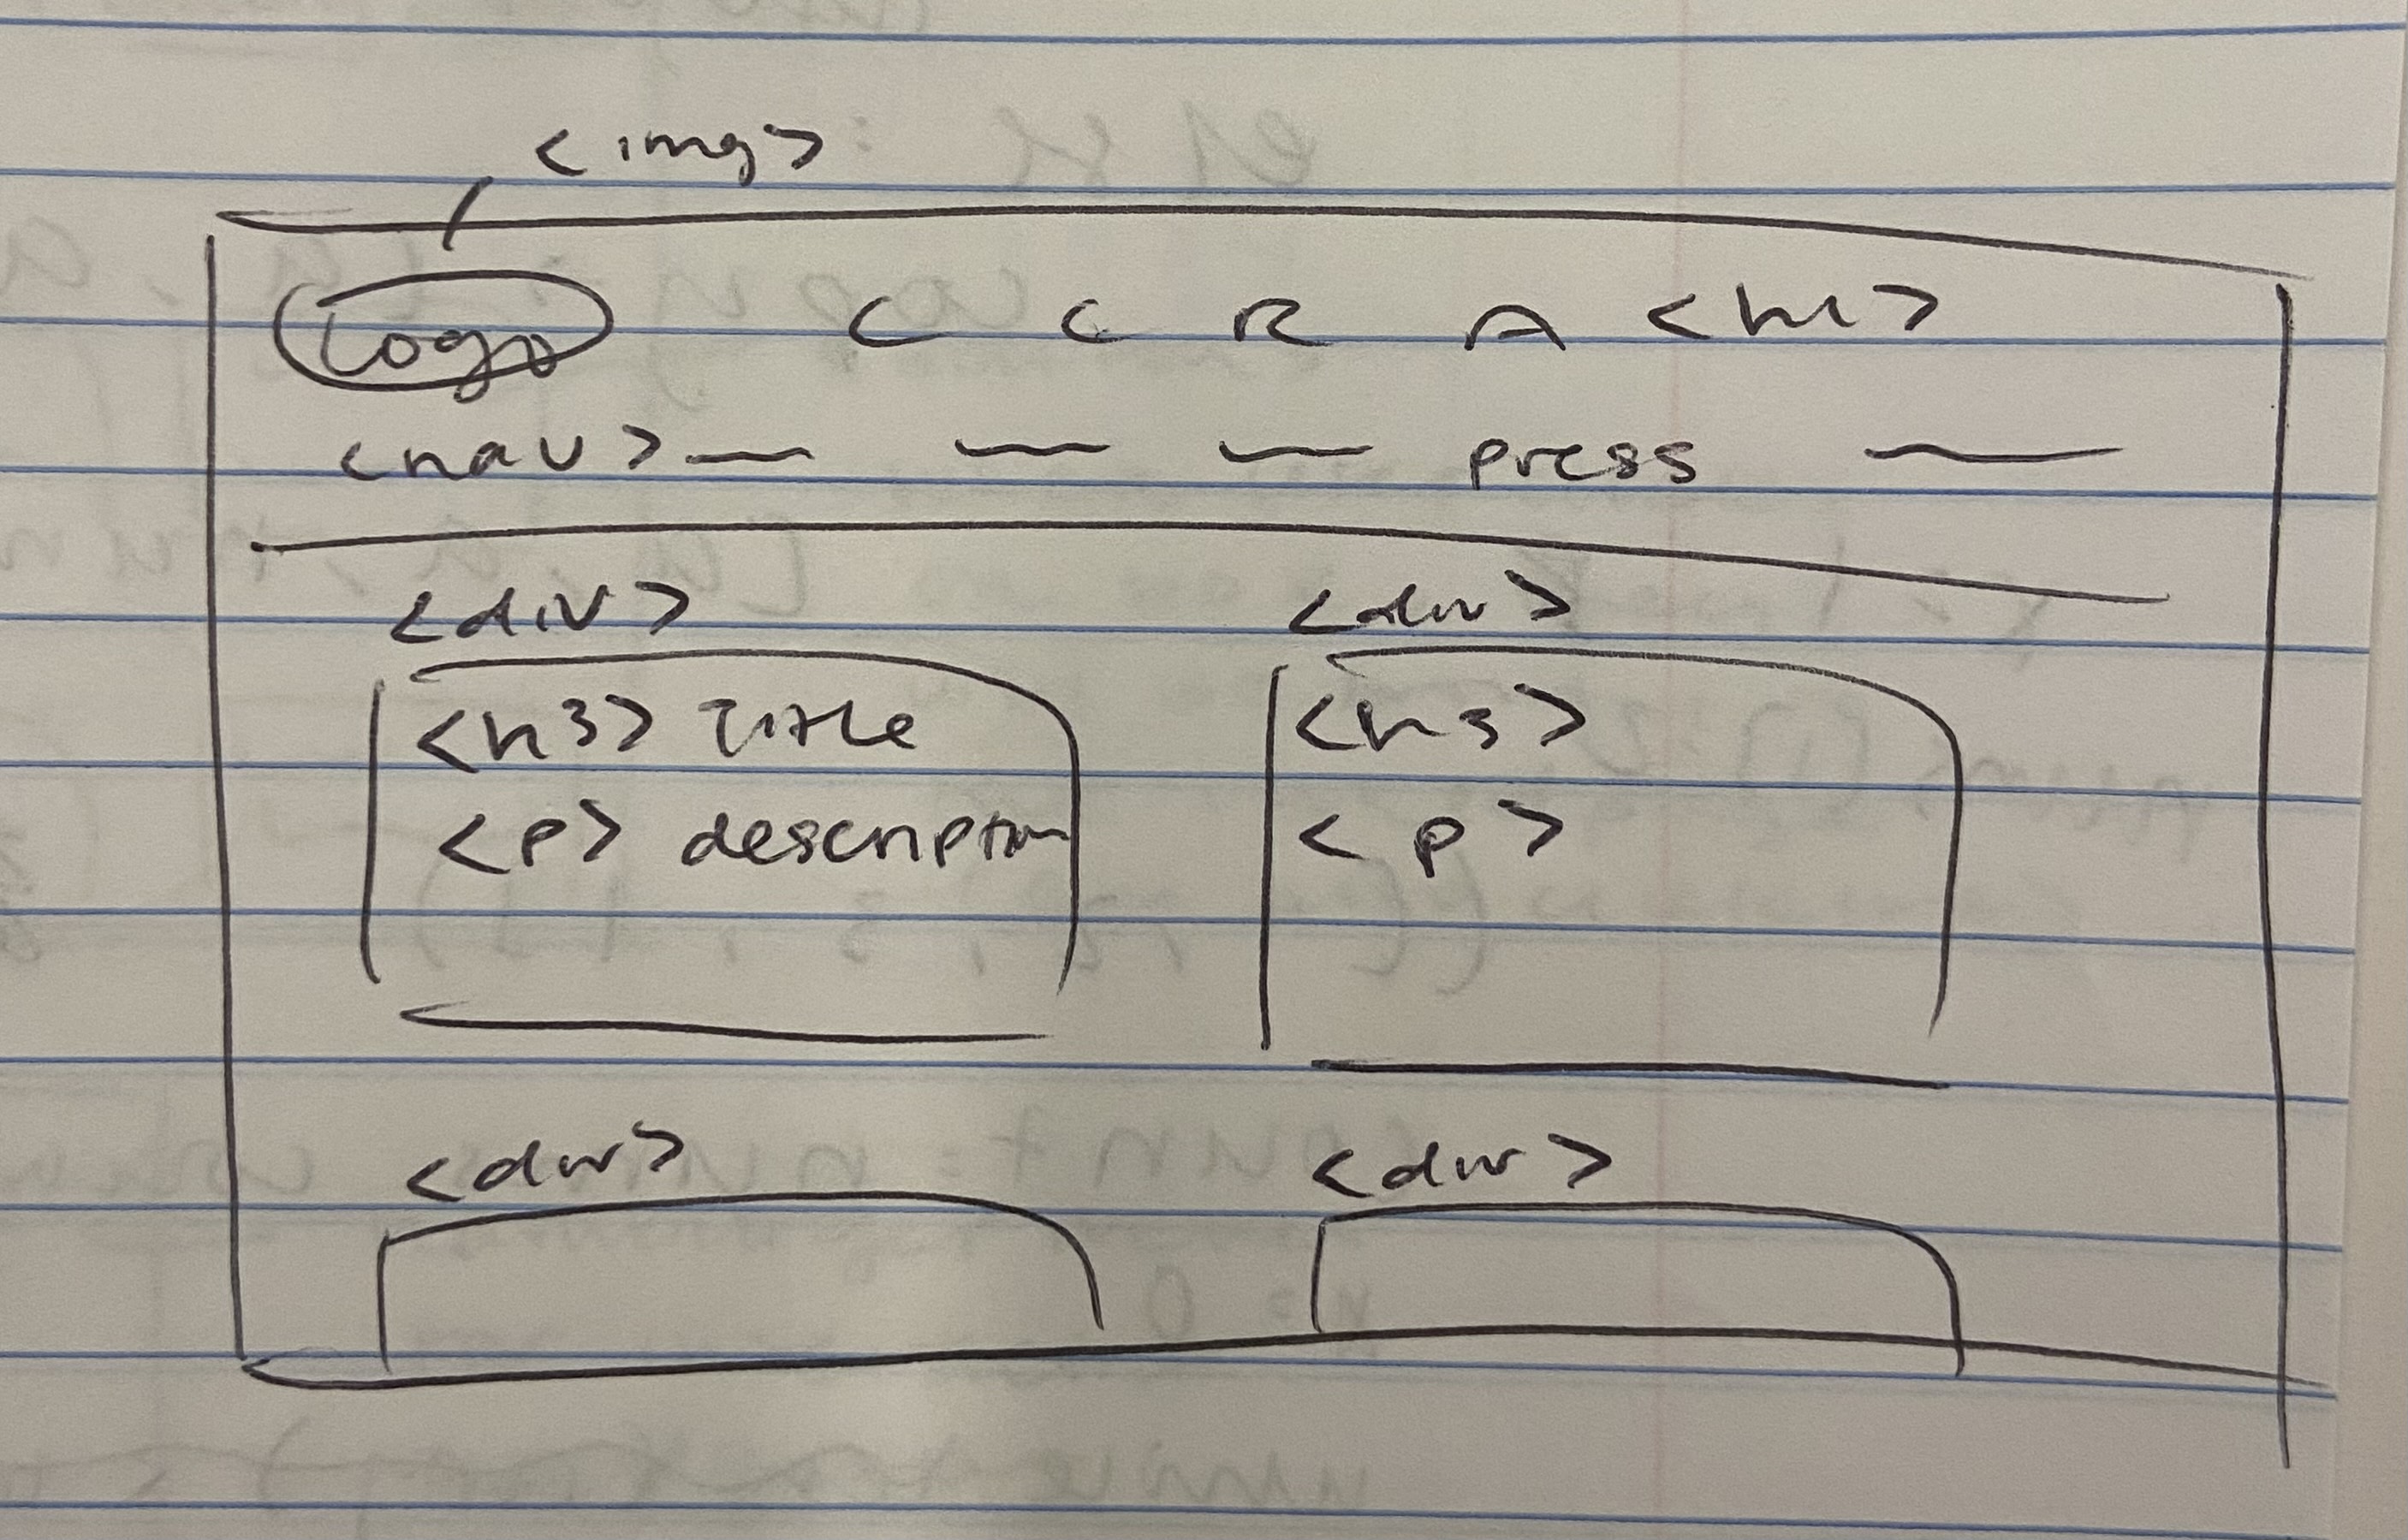 <img>
Logo C C R A <h1>
<nav> press
<div> <div>
<h3> Title <h3>
<p> description <p>
<div> <div>